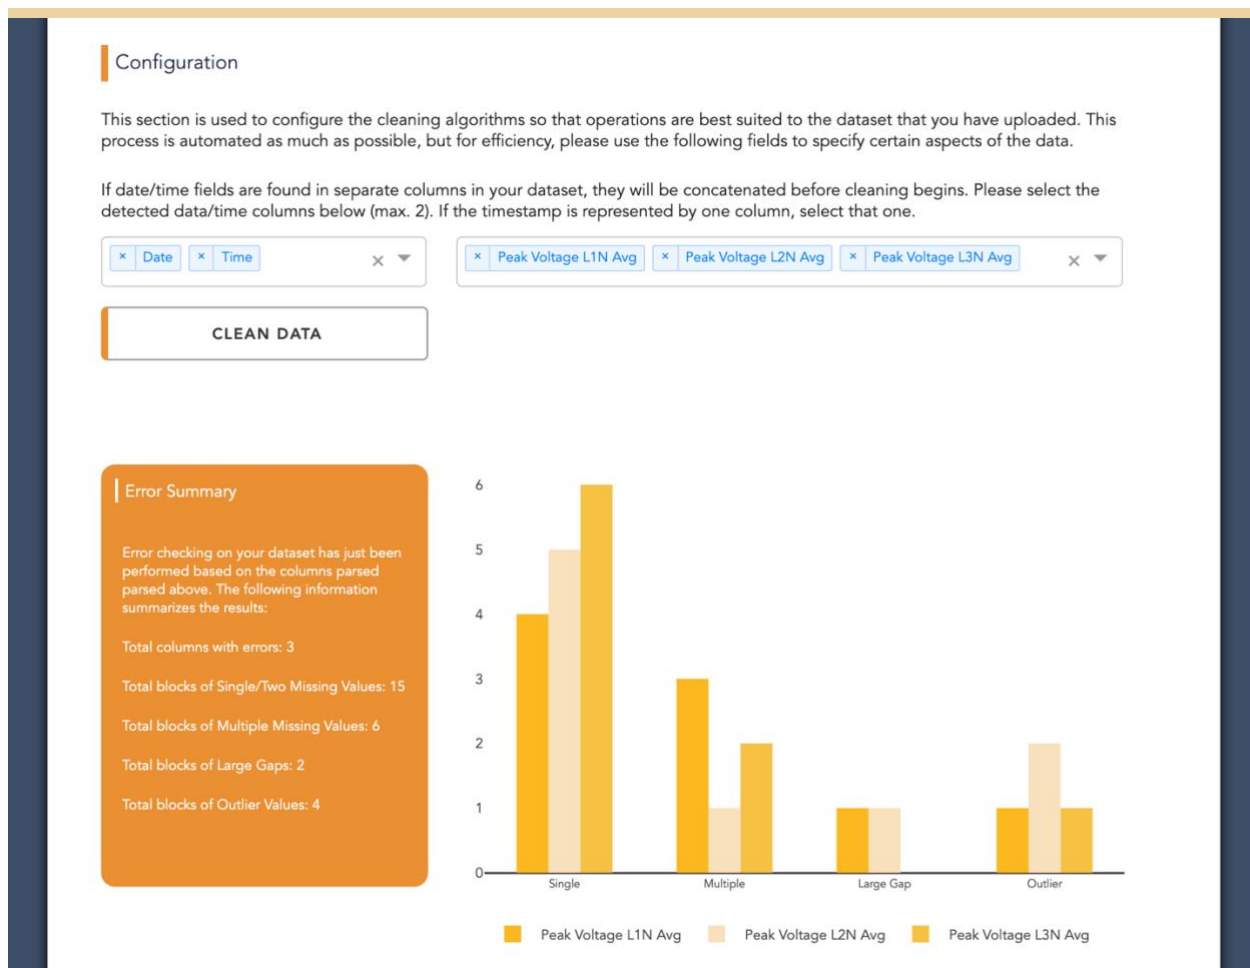 Configuration
This section is used to configure the cleaning algorithms so that operations are best suited to the dataset that you have uploaded. This
process is automated as much as possible, but for efficiency, please use the following fields to specify certain aspects of the data.
If date/time fields are found in separate columns in your dataset, they will be concatenated before cleaning begins. Please select the
detected data/time columns below (max. 2). If the timestamp is represented by one column, select that one.
× Date × Time ×
× Peak Voltage L1N Avg × Peak Voltage L2N Avg × Peak Voltage L3N Avg ×
CLEAN DATA
Error Summary
Error checking on your dataset has just been
performed based on the columns parsed
parsed above. The following information
summarizes the results:
Total columns with errors: 3
Total blocks of Single/Two Missing Values: 15
Total blocks of Multiple Missing Values: 6
Total blocks of Large Gaps: 2
Total blocks of Outlier Values: 4
6
5
4
3
2
1
0
Single Multiple Large Gap Outlier
Peak Voltage L1N Avg Peak Voltage L2N Avg Peak Voltage L3N Avg